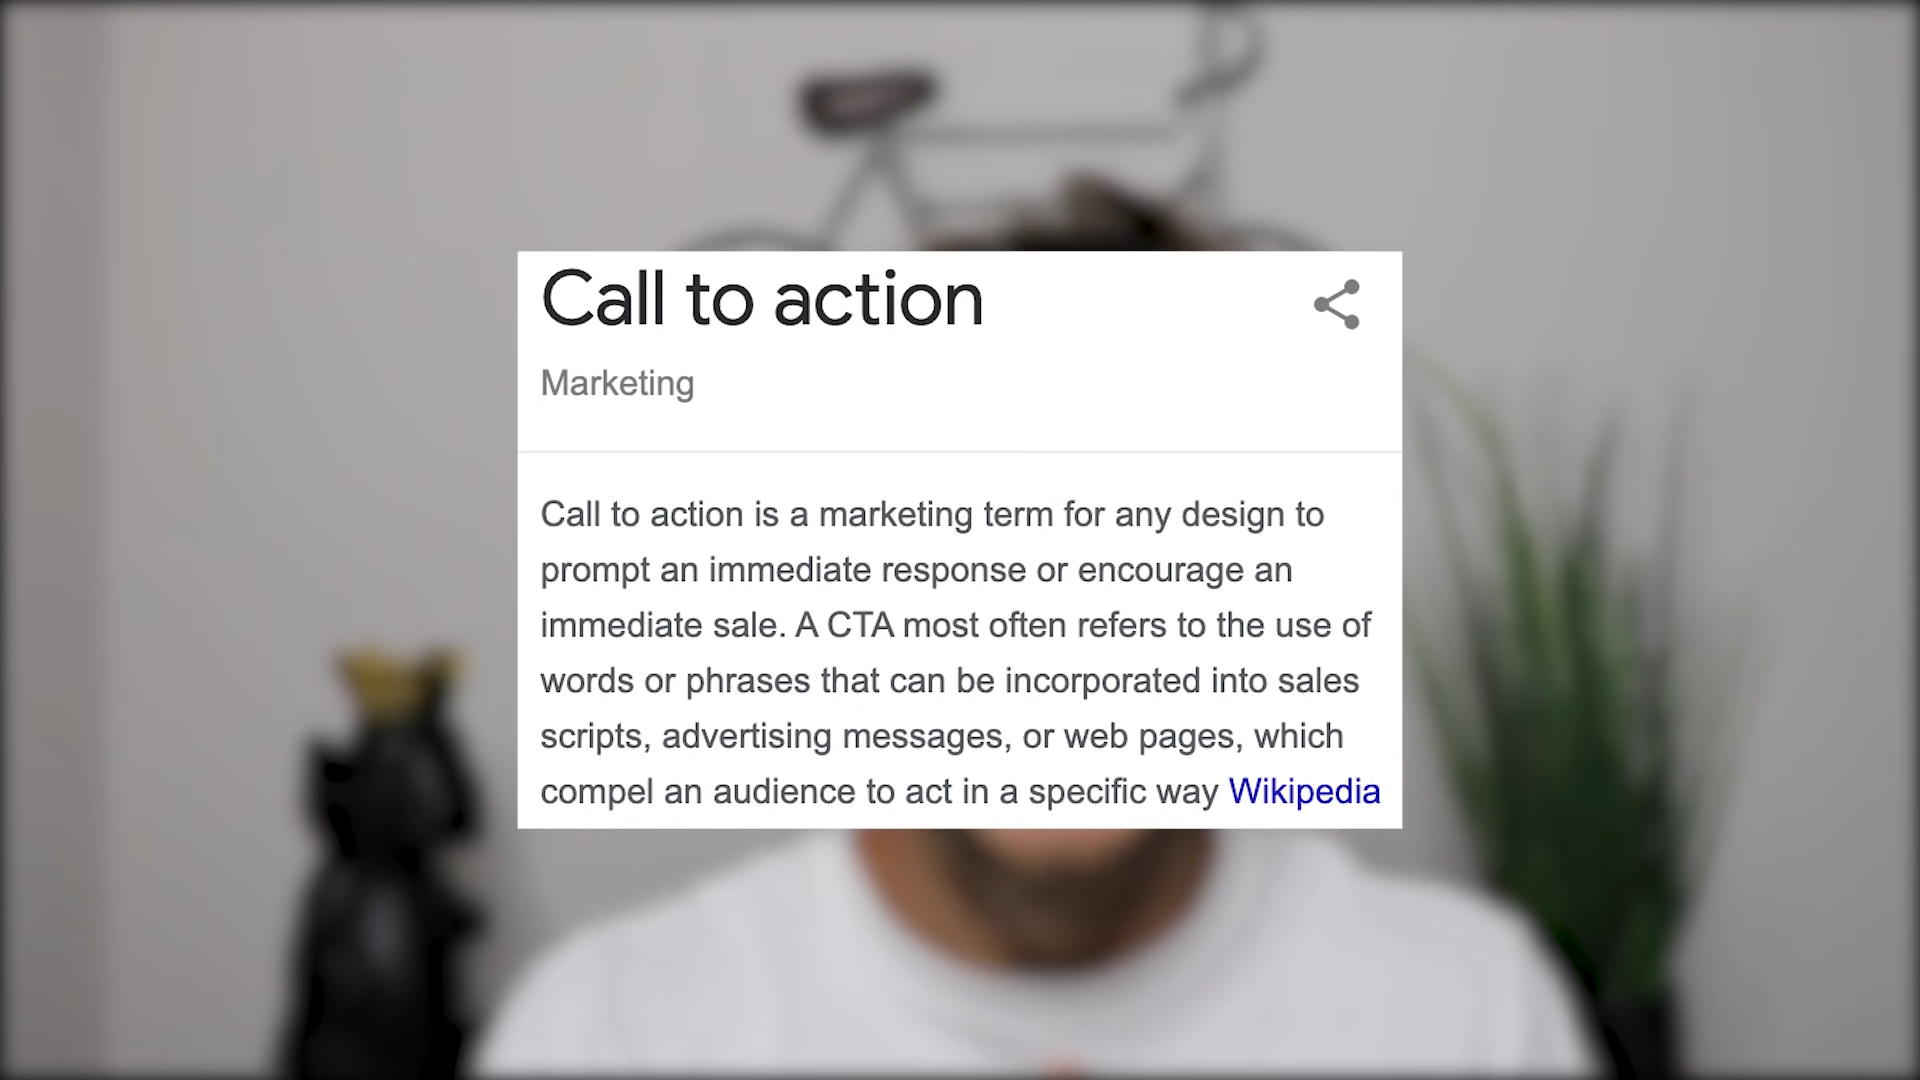 Call to action
Marketing
Call to action is a marketing term for any design to
prompt an immediate response or encourage an
immediate sale. A CTA most often refers to the use of
words or phrases that can be incorporated into sales
scripts, advertising messages, or web pages, which
compel an audience to act in a specific way Wikipedia